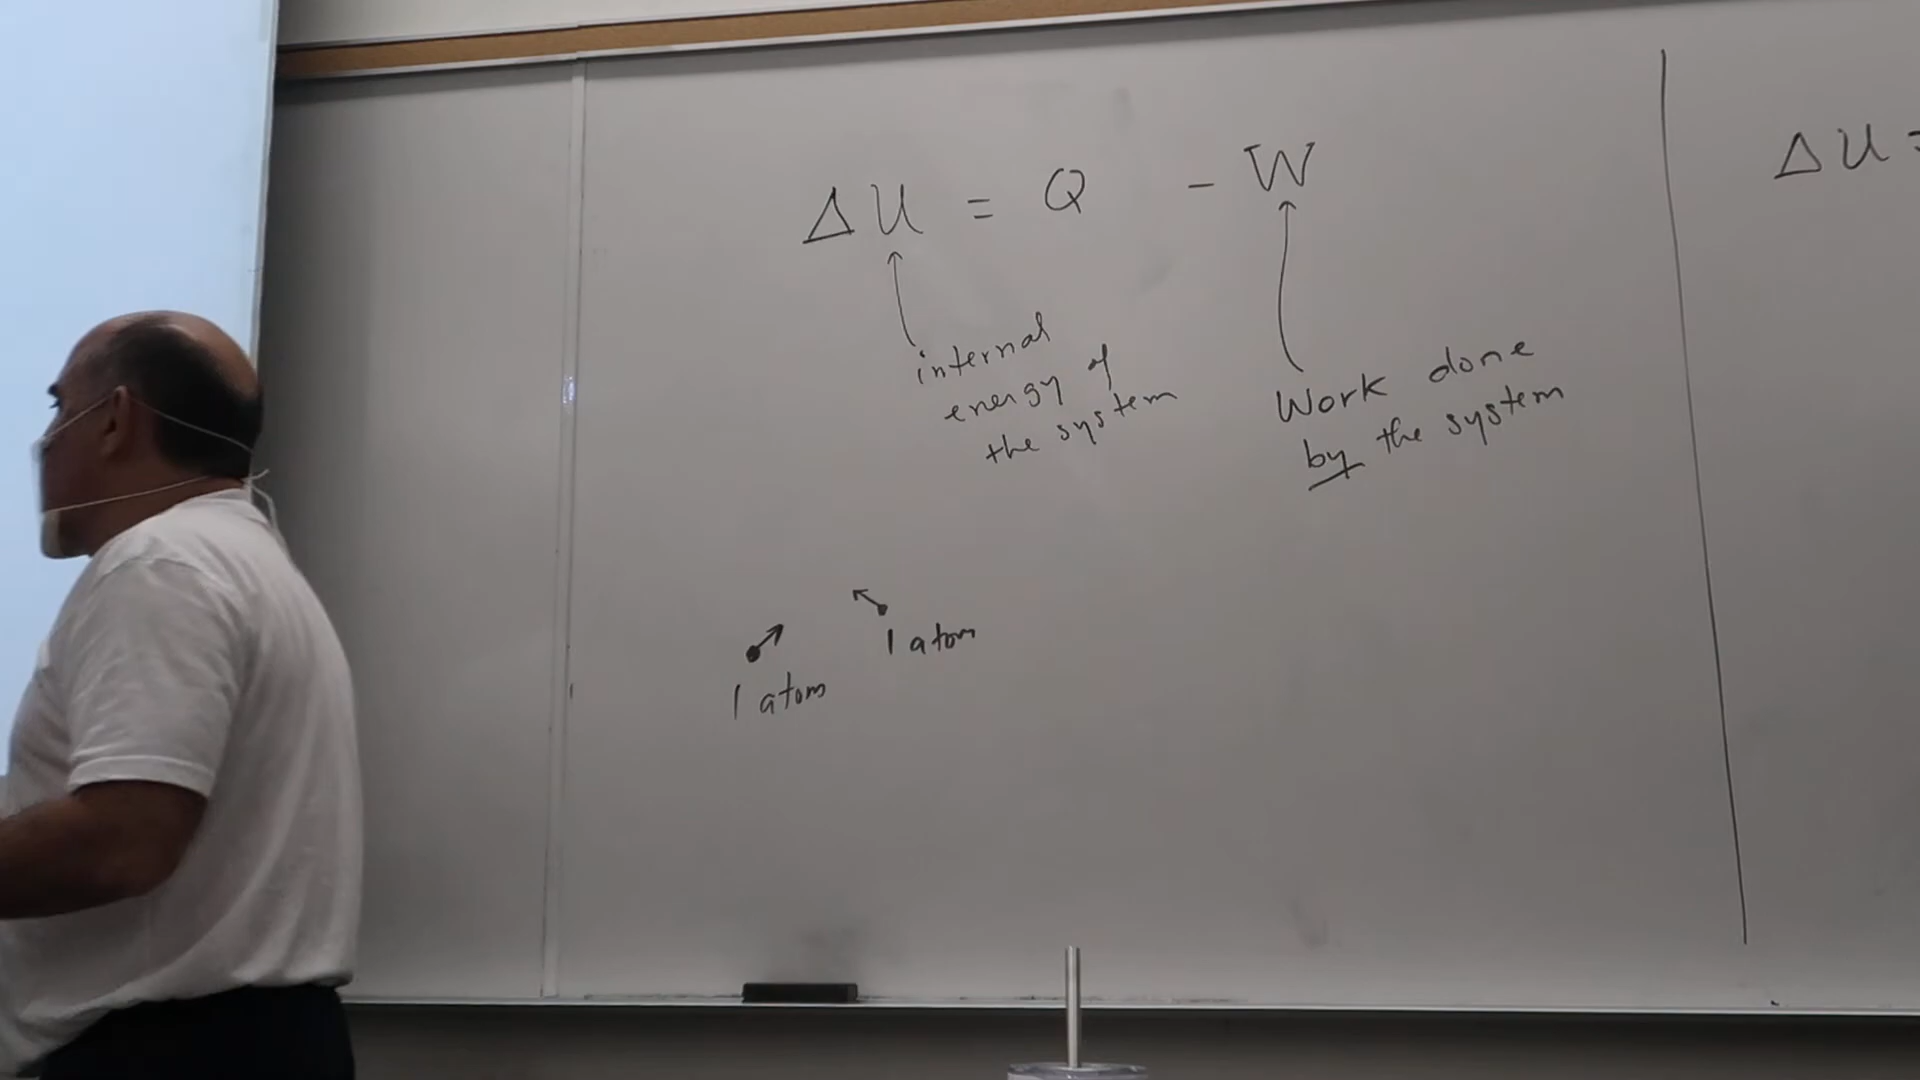 ΔU = Q - W
internal
energy of
the system
Work done
by the system
1 atom
1 atom
ΔU =